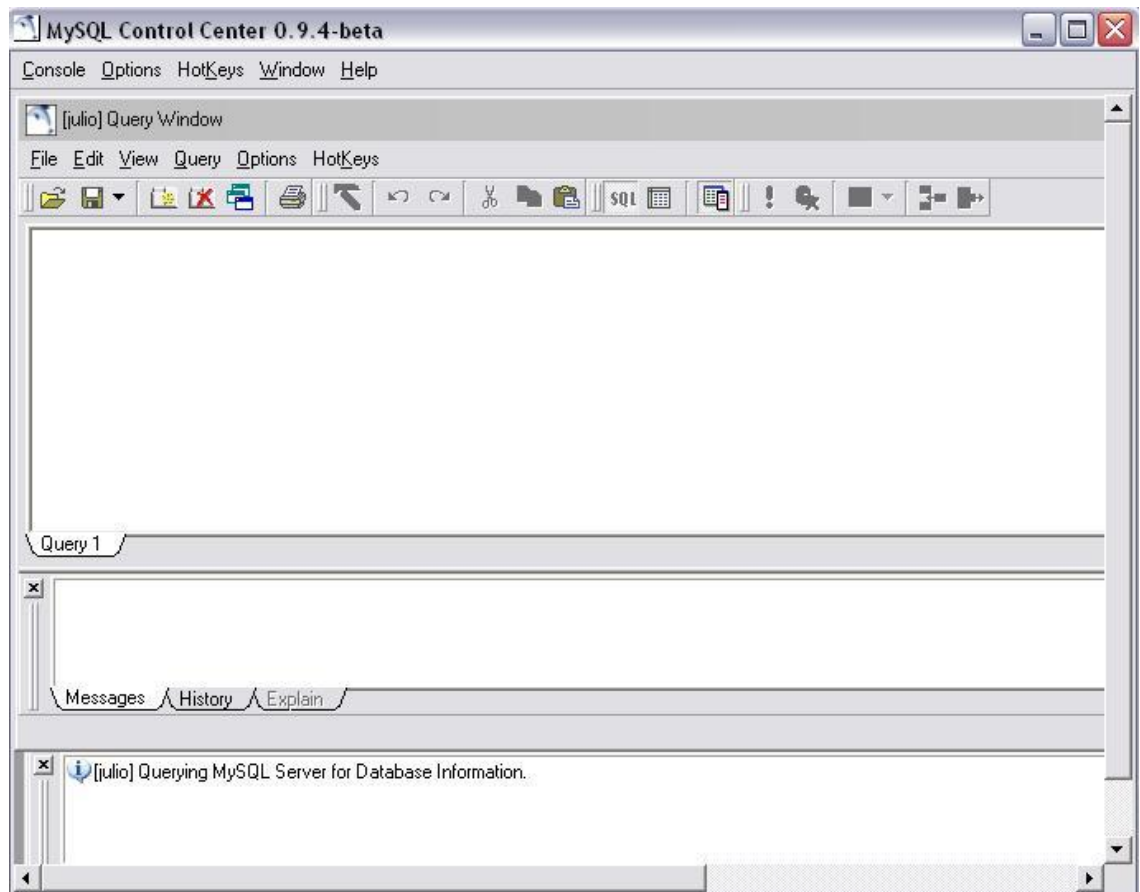 MySQL Control Center 0.9.4-beta
Console Options HotKeys Window Help
[julio] Query Window
File Edit View Query Options HotKeys
SQL
Query 1
Messages History Explain
[julio] Querying MySQL Server for Database Information.